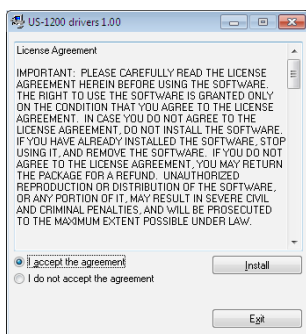 US-1200 drivers 1.00
License Agreement
IMPORTANT: PLEASE CAREFULLY READ THE LICENSE
AGREEMENT HEREIN BEFORE USING THE SOFTWARE.
THE RIGHT TO USE THE SOFTWARE IS GRANTED ONLY
ON THE CONDITION THAT YOU AGREE TO THE LICENSE
AGREEMENT. IN CASE YOU DO NOT AGREE TO THE
LICENSE AGREEMENT, DO NOT INSTALL THE SOFTWARE.
IF YOU HAVE ALREADY INSTALLED THE SOFTWARE, STOP
USING IT, AND REMOVE THE SOFTWARE. IF YOU DO NOT
AGREE TO THE LICENSE AGREEMENT, YOU MAY RETURN
THE PACKAGE FOR A REFUND. UNAUTHORIZED
REPRODUCTION OR DISTRIBUTION OF THE SOFTWARE,
OR ANY PORTION OF IT, MAY RESULT IN SEVERE CIVIL
AND CRIMINAL PENALTIES, AND WILL BE PROSECUTED
TO THE MAXIMUM EXTENT POSSIBLE UNDER LAW.
I accept the agreement
Install
I do not accept the agreement
Exit